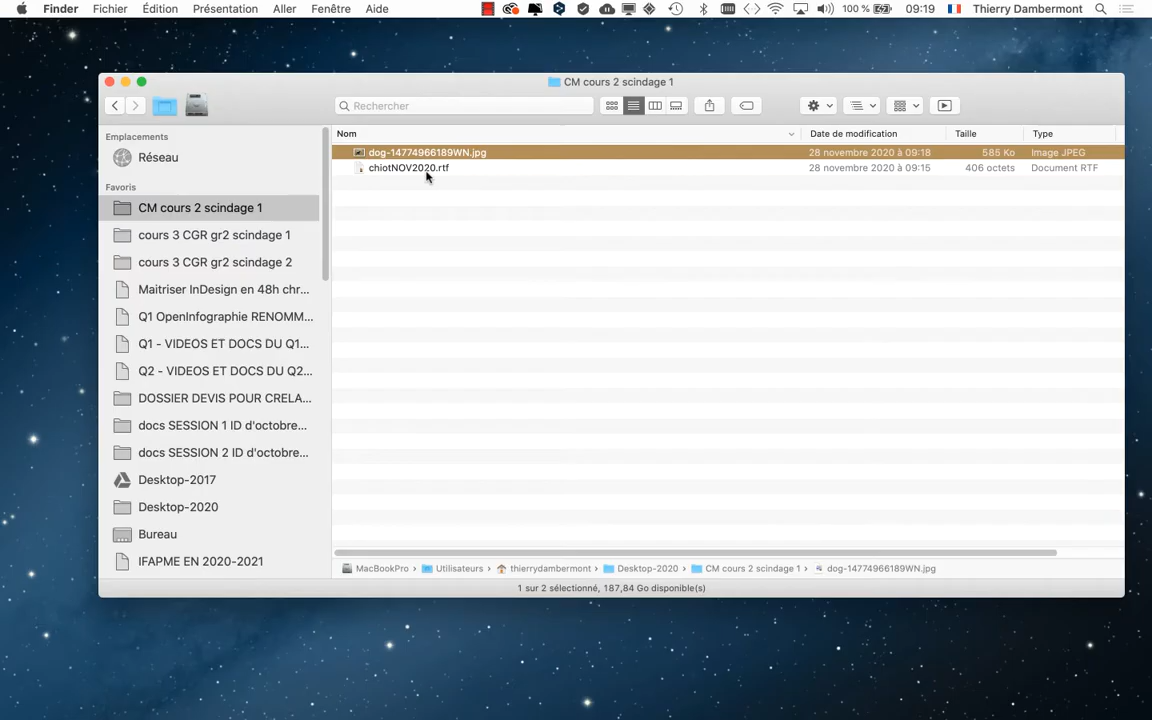 Finder Fichier Édition Présentation Aller Fenêtre Aide 100 % 09:19 Thierry Dambermont
CM cours 2 scindage 1
Rechercher
Emplacements
Réseau
Favoris
CM cours 2 scindage 1
cours 3 CGR gr2 scindage 1
cours 3 CGR gr2 scindage 2
Maitriser InDesign en 48h chr...
Q1 OpenInfographie RENOMM...
Q1 - VIDEOS ET DOCS DU Q1...
Q2 - VIDEOS ET DOCS DU Q2...
DOSSIER DEVIS POUR CRELA...
docs SESSION 1 ID d'octobre...
docs SESSION 2 ID d'octobre...
Desktop-2017
Desktop-2020
Bureau
IFAPME EN 2020-2021
Nom Date de modification Taille Type
dog-14774966189WN.jpg 28 novembre 2020 à 09:18 585 Ko Image JPEG
chiotNOV2020.rtf 28 novembre 2020 à 09:15 406 octets Document RTF
MacBookPro › Utilisateurs › thierrydambermont › Desktop-2020 › CM cours 2 scindage 1 › dog-14774966189WN.jpg
1 sur 2 sélectionné, 187,84 Go disponible(s)